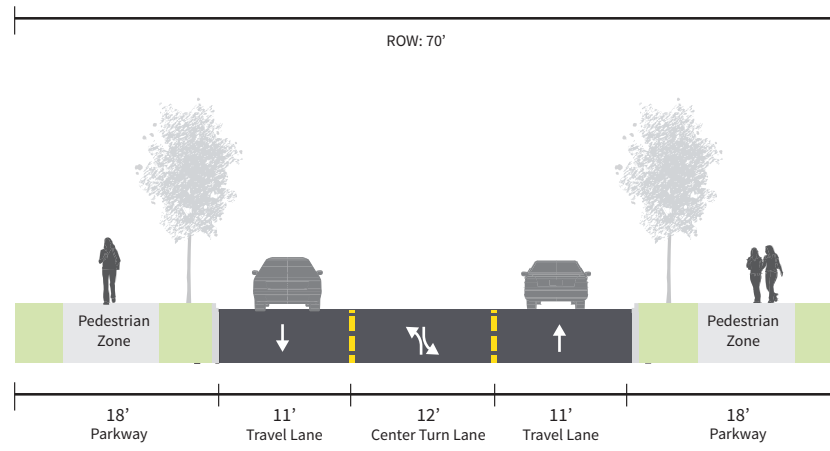 ROW: 70’
Pedestrian
Zone
Pedestrian
Zone
18’
Parkway
11’
Travel Lane
12’
Center Turn Lane
11’
Travel Lane
18’
Parkway